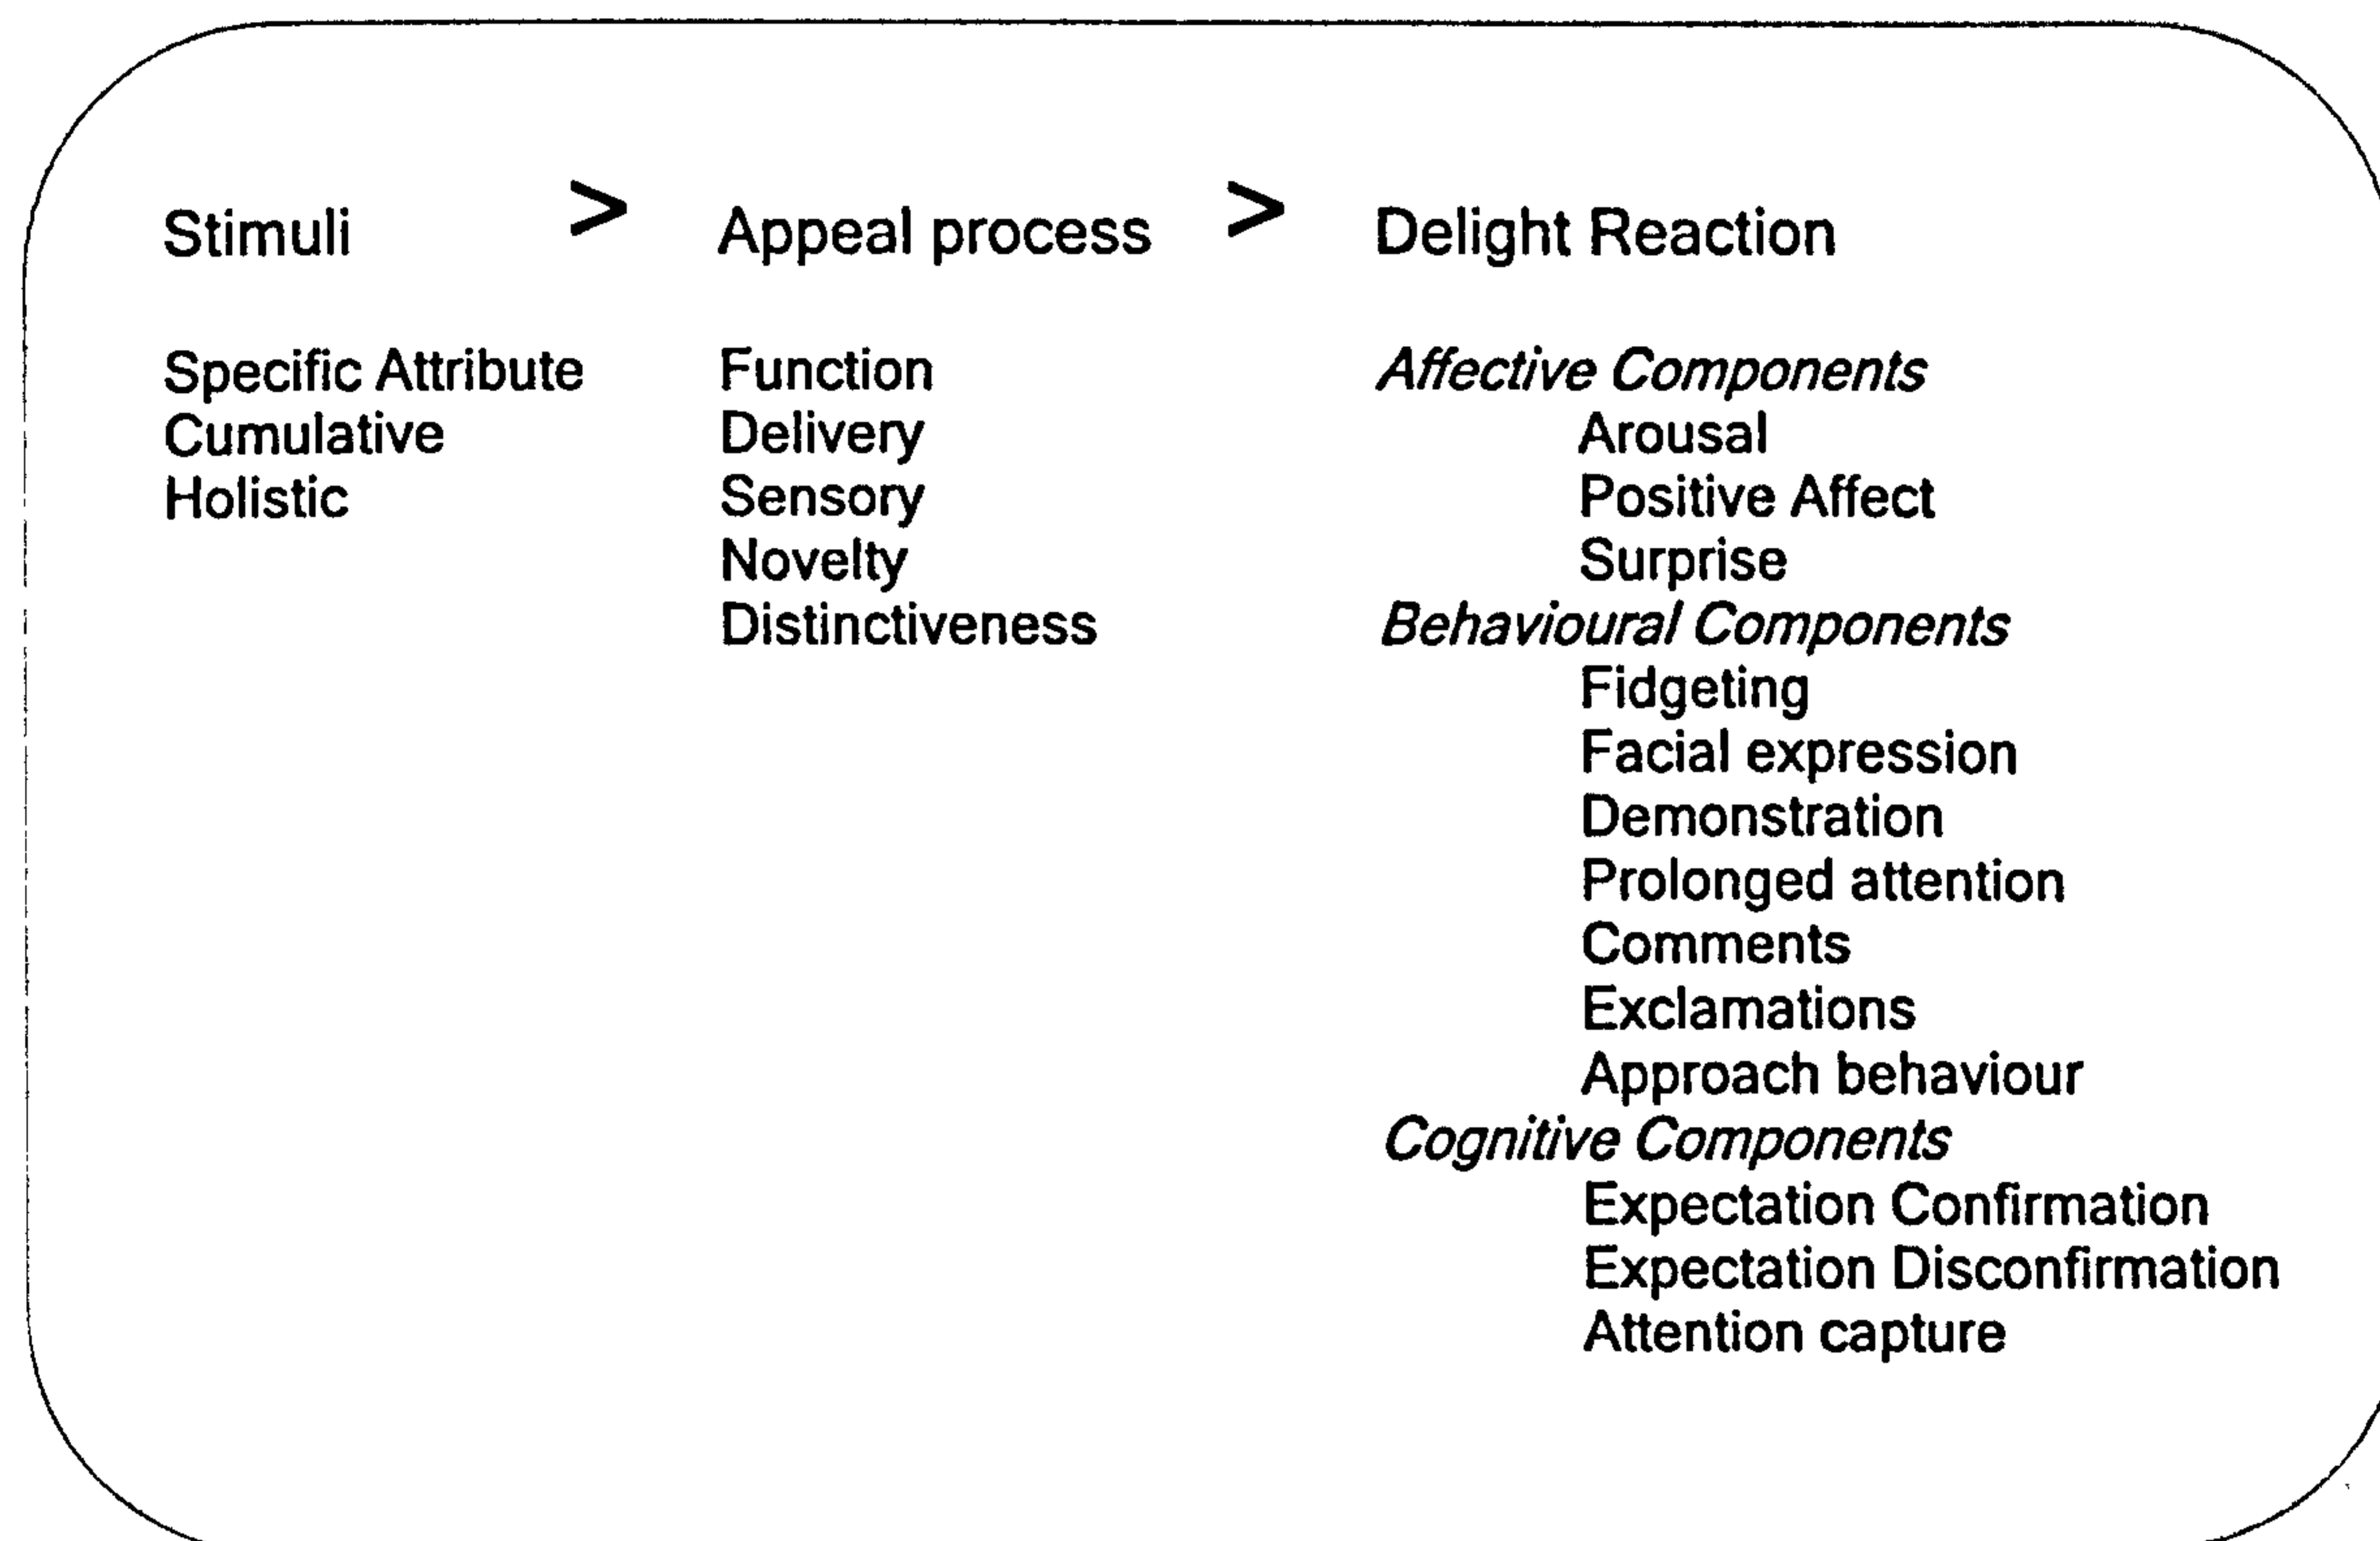 Stimuli > Appeal process > Delight Reaction
Specific Attribute
Cumulative
Holistic
Function
Delivery
Sensory
Novelty
Distinctiveness
Affective Components
Arousal
Positive Affect
Surprise
Behavioural Components
Fidgeting
Facial expression
Demonstration
Prolonged attention
Comments
Exclamations
Approach behaviour
Cognitive Components
Expectation Confirmation
Expectation Disconfirmation
Attention capture